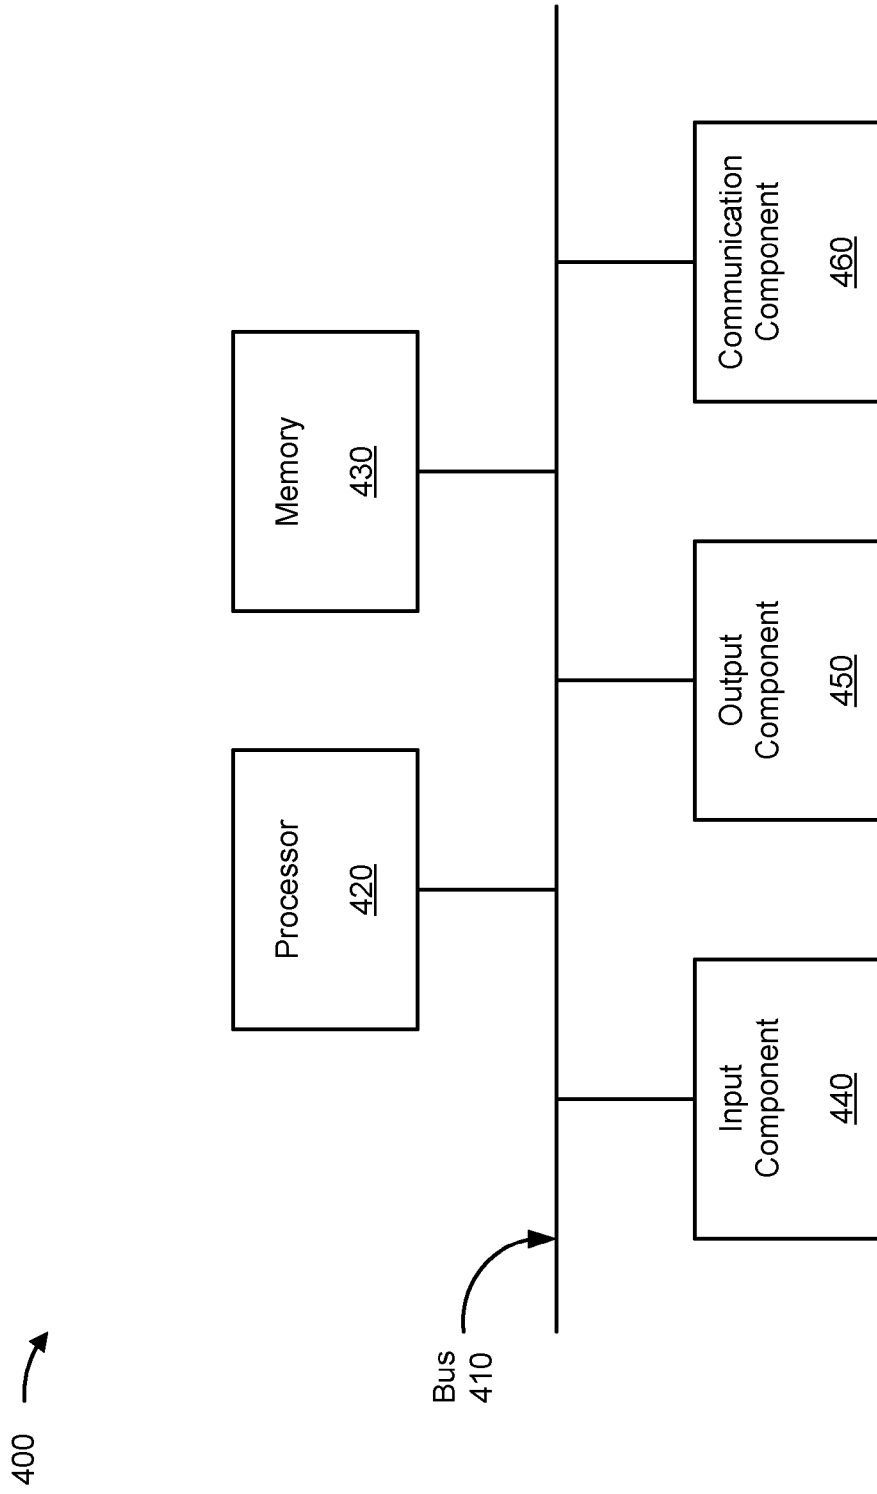 400
Processor
420
Memory
430
Bus
410
Input
Component
440
Output
Component
450
Communication
Component
460